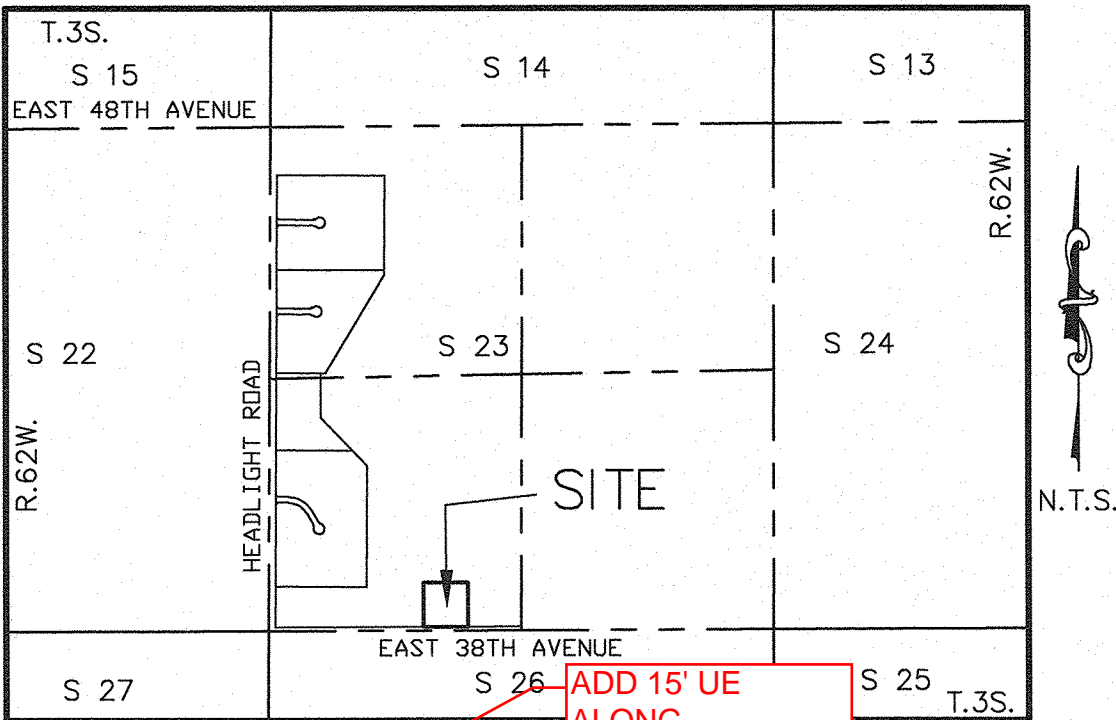 T.3S.
S 15
S 14
S 13
EAST 48TH AVENUE
R.62W.
S 22
S 23
S 24
HEADLIGHT ROAD
R.62W.
SITE
N.T.S.
EAST 38TH AVENUE
S 27
S 26
ADD 15' UE
ALONG
S 25
T.3S.